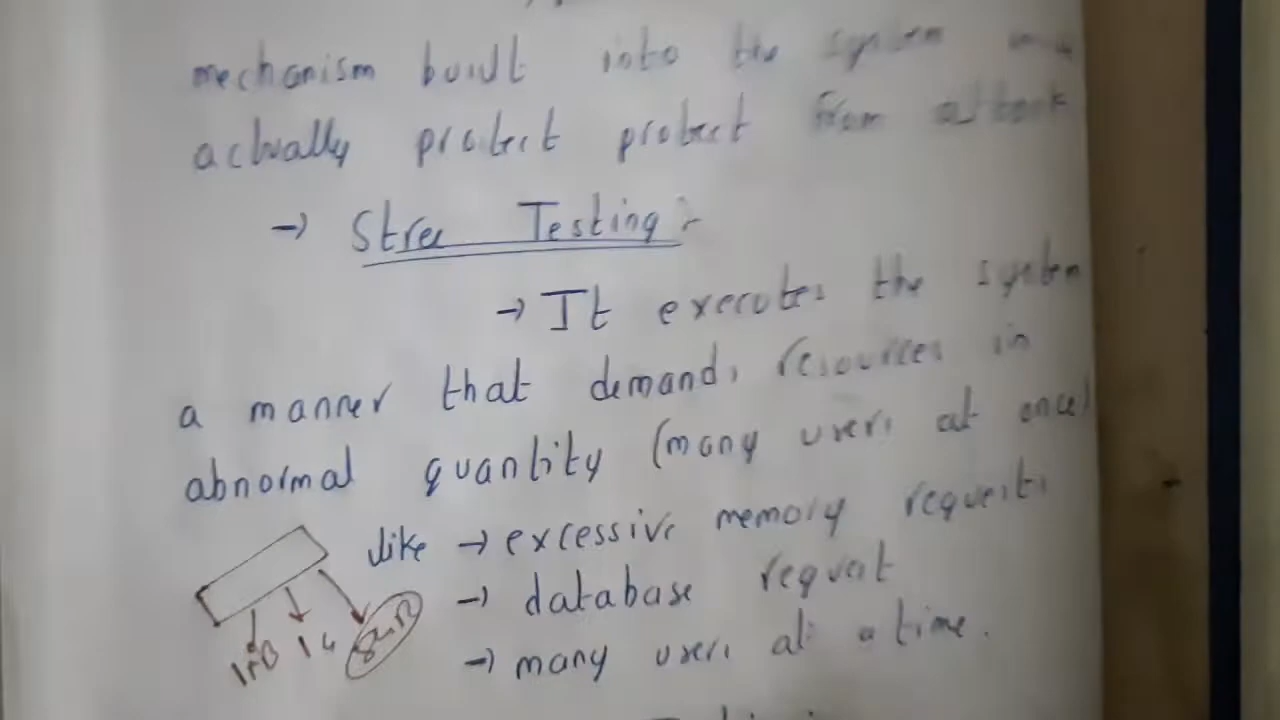 mechanism built into the system
actually protect protect from attack
→ Stres Testing :-
→ It executes the system
a manner that demands resources in
abnormal quantity (many users at once)
like → excessive memory requests
→ database request
→ many users at a time.